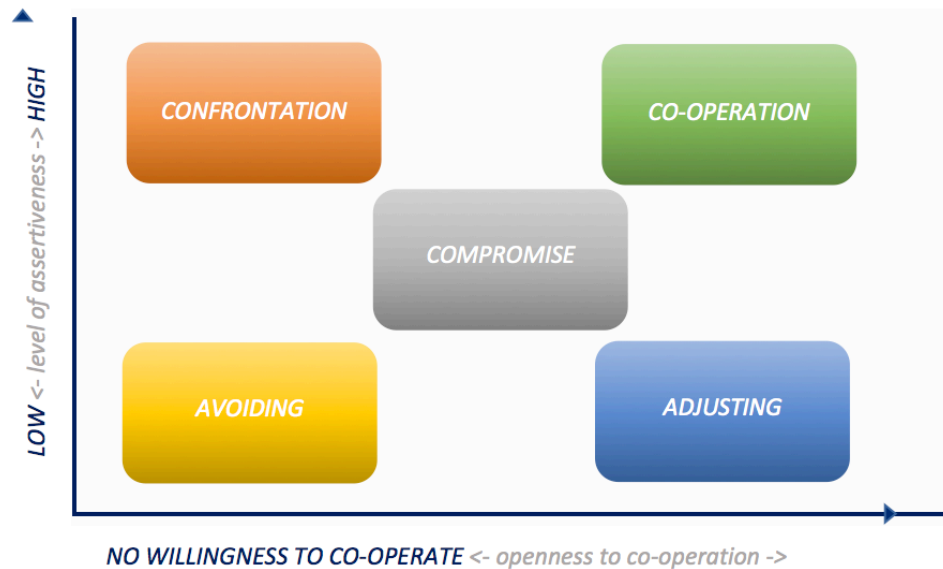 LOW <- level of assertiveness -> HIGH
CONFRONTATION
CO-OPERATION
COMPROMISE
AVOIDING
ADJUSTING
NO WILLINGNESS TO CO-OPERATE <- openness to co-operation ->